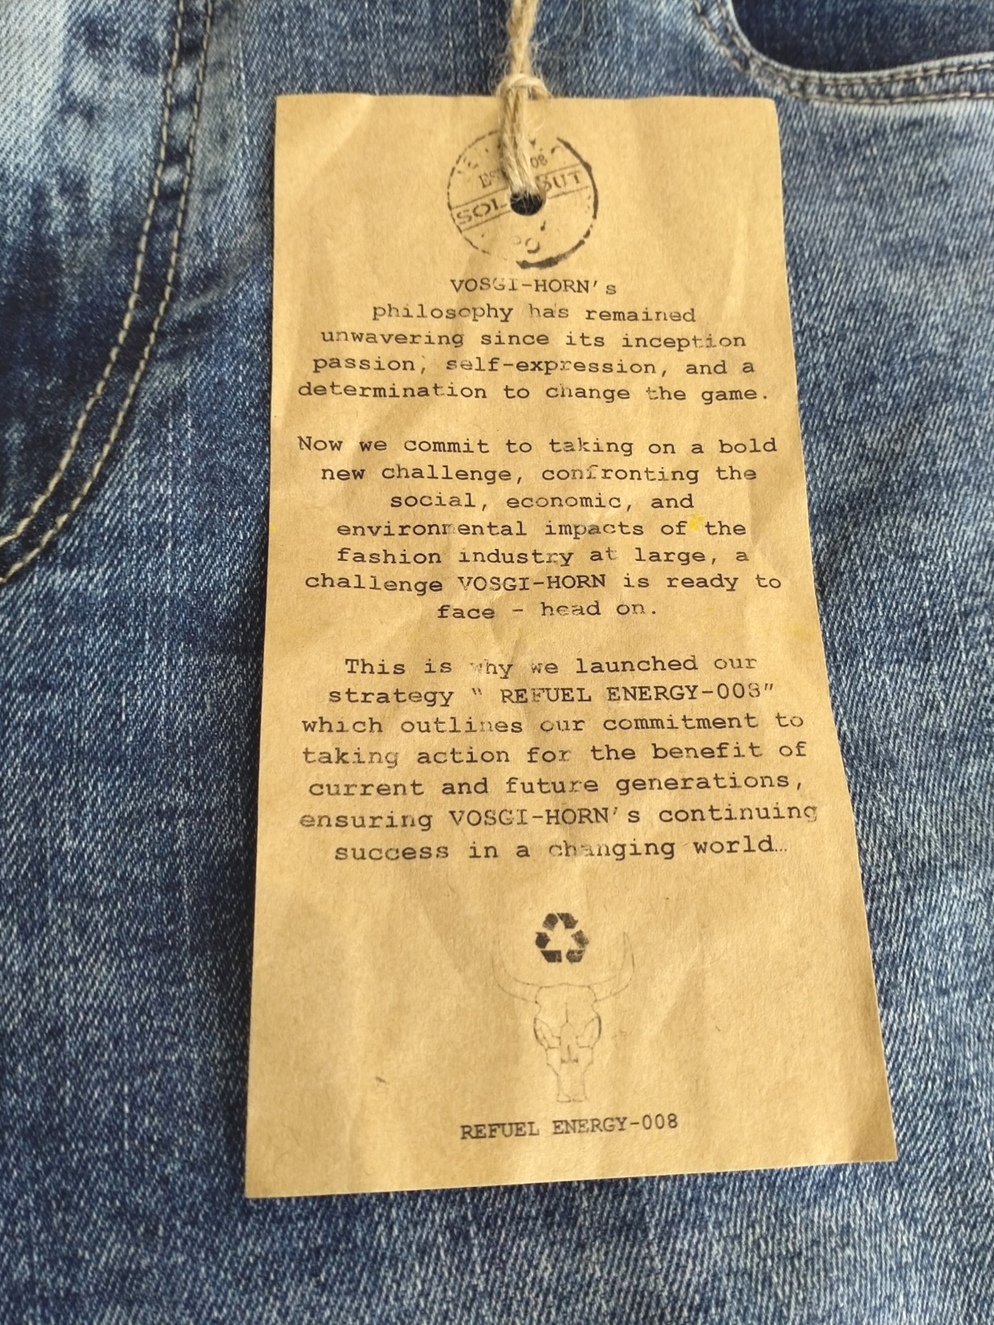 08
SOL OUT
VOSGI-HORN's
philosophy has remained
unwavering since its inception
passion, self-expression, and a
determination to change the game.
Now we commit to taking on a bold
new challenge, confronting the
social, economic, and
environmental impacts of the
fashion industry at large, a
challenge VOSGI-HORN is ready to
face - head on.
This is why we launched our
strategy “ REFUEL ENERGY-008”
which outlines our commitment to
taking action for the benefit of
current and future generations,
ensuring VOSGI-HORN's continuing
success in a changing world…
REFUEL ENERGY-008